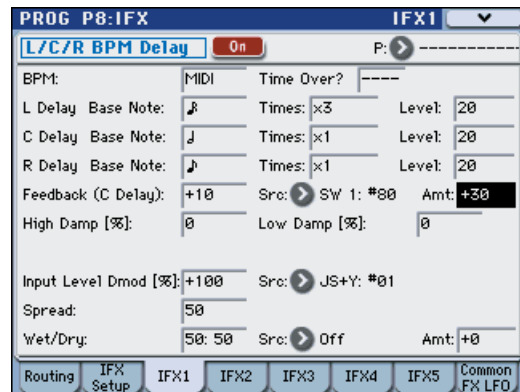 PROG P8:IFX IFX1
L/C/R BPM Delay On P: ----------
BPM: MIDI Time Over? ----
L Delay Base Note: Times: x3 Level: 20
C Delay Base Note: Times: x1 Level: 20
R Delay Base Note: Times: x1 Level: 20
Feedback (C Delay): +10 Src: SW 1: #80 Amt: +30
High Damp [%]: 0 Low Damp [%]: 0
Input Level Dmod [%]: +100 Src: JS+Y: #01
Spread: 50
Wet/Dry: 50: 50 Src: Off Amt: +0
Routing IFX Setup IFX1 IFX2 IFX3 IFX4 IFX5 Common FX LFO